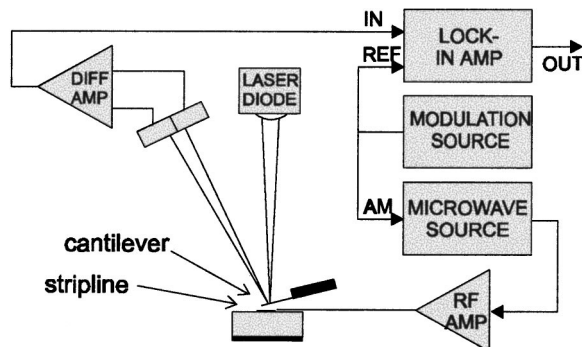 IN
LOCK-
IN AMP
REF
OUT
DIFF
AMP
LASER
DIODE
MODULATION
SOURCE
AM
MICROWAVE
SOURCE
cantilever
stripline
RF
AMP